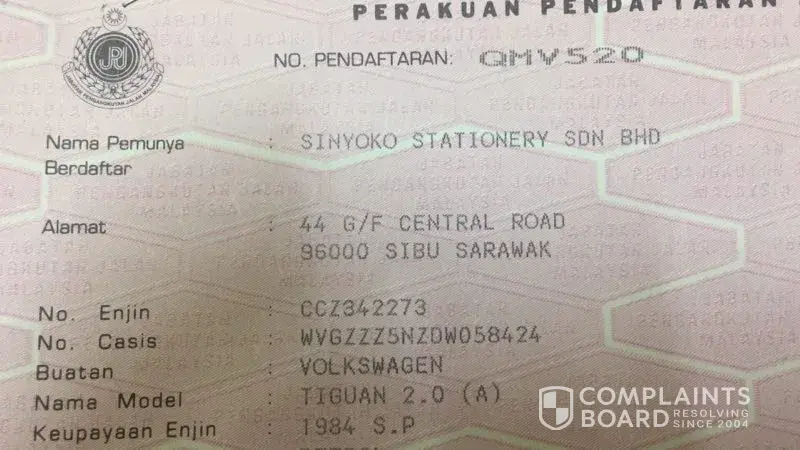 PERAKUAN PENDAFTARAN
NO. PENDAFTARAN: QMV520
Nama Pemunya : SINYOKO STATIONERY SDN BHD
Berdaftar
Alamat : 44 G/F CENTRAL ROAD
96000 SIBU SARAWAK
No. Enjin : CCZ342273
No. Casis : WVGZZZ5NZDW058424
Buatan : VOLKSWAGEN
Nama Model : TIGUAN 2.0 (A)
Keupayaan Enjin : 1984 S.P
COMPLAINTS
BOARD RESOLVING
SINCE 2004